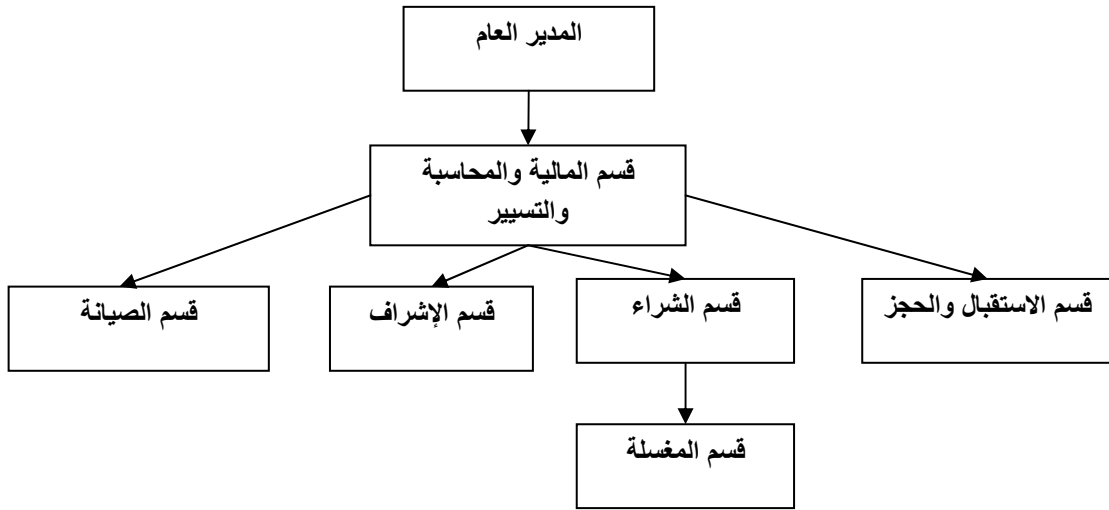 المدير العام
قسم المالية والمحاسبة
والتسيير
قسم الاستقبال والحجز
قسم الشراء
قسم الإشراف
قسم الصيانة
قسم المغسلة